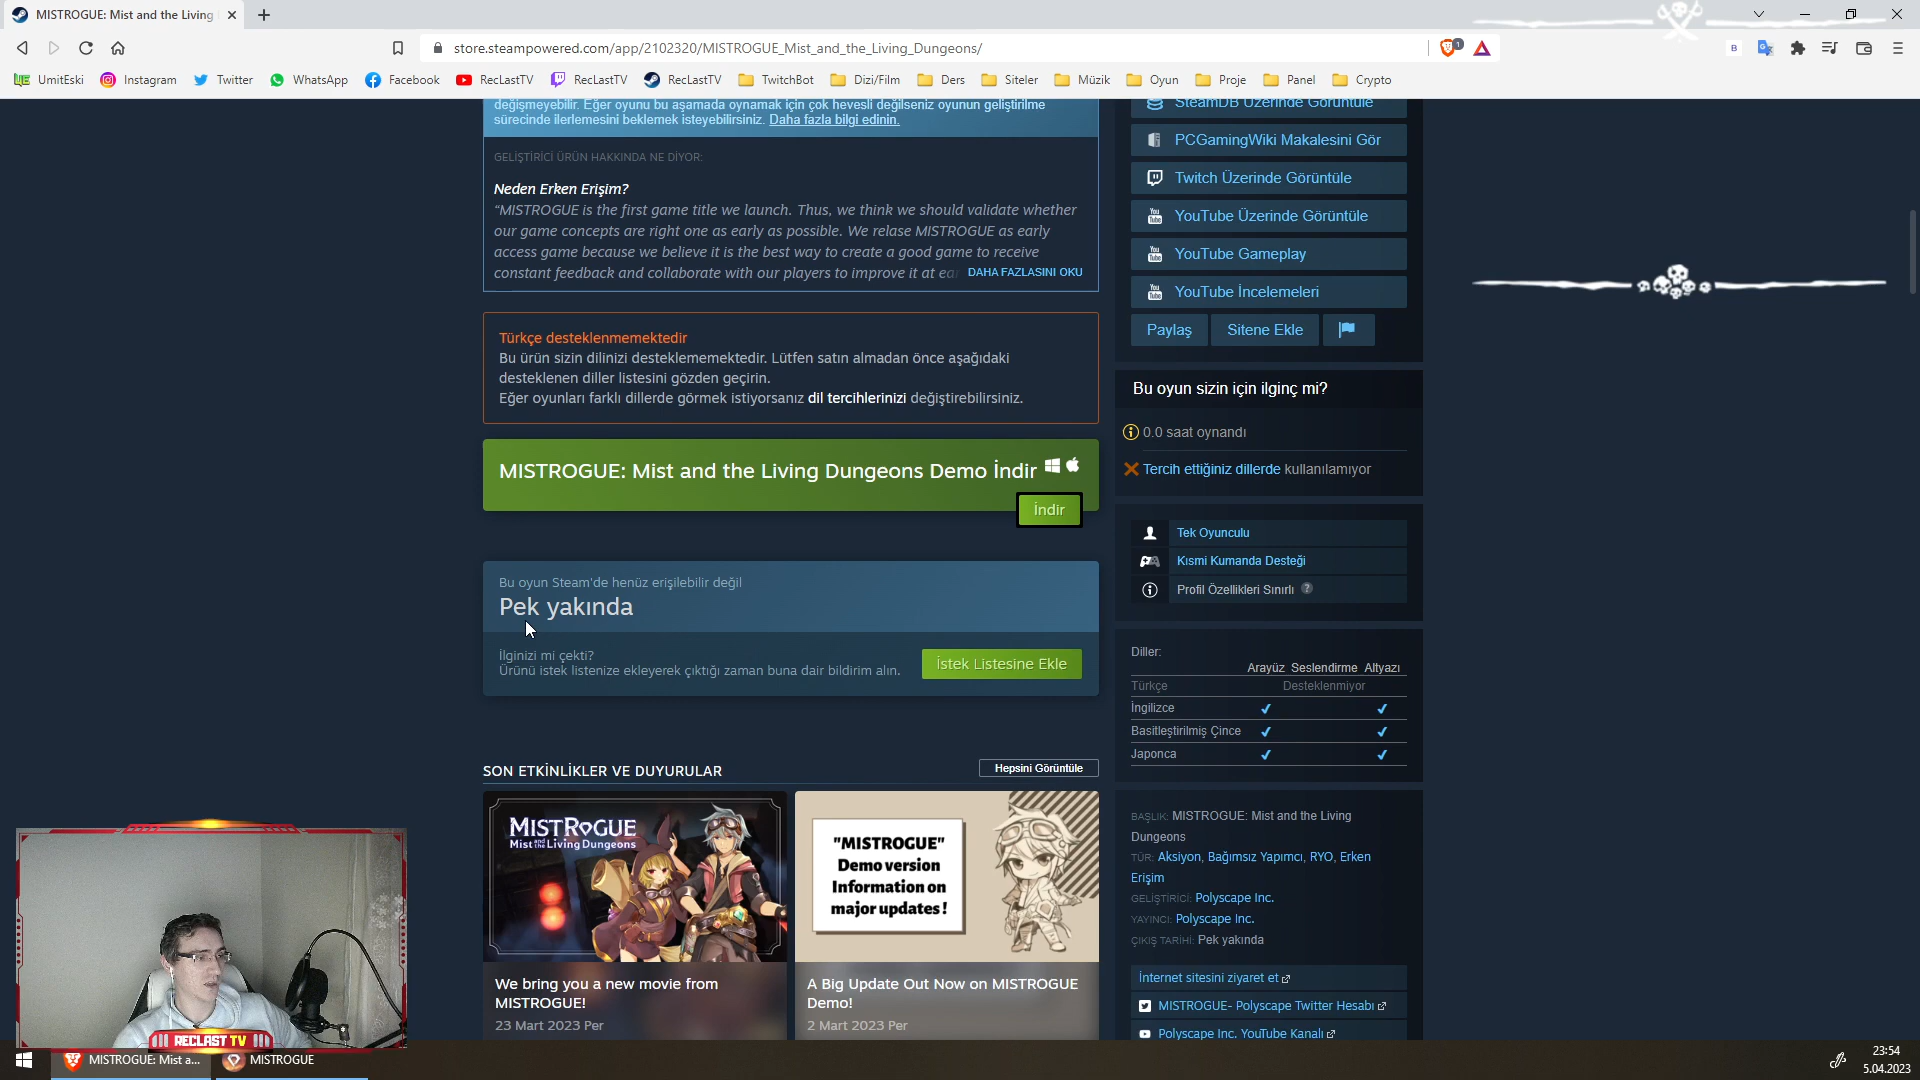 MISTROGUE: Mist and the Living
store.steampowered.com/app/2102320/MISTROGUE_Mist_and_the_Living_Dungeons/
UmitEski
Instagram
Twitter
WhatsApp
Facebook
RecLastTV
RecLastTV
RecLastTV
TwitchBot
Dizi/Film
Ders
Siteler
Müzik
Oyun
Proje
Panel
Crypto
değişmeyebilir. Eğer oyunu bu aşamada oynamak için çok hevesli değilseniz oyunun geliştirilme
sürecinde ilerlemesini beklemek isteyebilirsiniz. Daha fazla bilgi edinin.
GELİŞTİRİCİ ÜRÜN HAKKINDA NE DİYOR:
Neden Erken Erişim?
“MISTROGUE is the first game title we launch. Thus, we think we should validate whether
our game concepts are right one as early as possible. We relase MISTROGUE as early
access game because we believe it is the best way to create a good game to receive
constant feedback and collaborate with our players to improve it at ear DAHA FAZLASINI OKU
Türkçe desteklenmemektedir
Bu ürün sizin dilinizi desteklememektedir. Lütfen satın almadan önce aşağıdaki
desteklenen diller listesini gözden geçirin.
Eğer oyunları farklı dillerde görmek istiyorsanız dil tercihlerinizi değiştirebilirsiniz.
MISTROGUE: Mist and the Living Dungeons Demo İndir
İndir
Bu oyun Steam'de henüz erişilebilir değil
Pek yakında
İlginizi mi çekti?
Ürünü istek listenize ekleyerek çıktığı zaman buna dair bildirim alın.
İstek Listesine Ekle
SON ETKİNLİKLER VE DUYURULAR
Hepsini Görüntüle
MISTROGUE
Mist and the Living Dungeons
We bring you a new movie from
MISTROGUE!
23 Mart 2023 Per
"MISTROGUE"
Demo version
Information on
major updates!
A Big Update Out Now on MISTROGUE
Demo!
2 Mart 2023 Per
SteamDB Üzerinde Görüntüle
PCGamingWiki Makalesini Gör
Twitch Üzerinde Görüntüle
YouTube Üzerinde Görüntüle
YouTube Gameplay
YouTube İncelemeleri
Paylaş
Sitene Ekle
Bu oyun sizin için ilginç mi?
0.0 saat oynandı
Tercih ettiğiniz dillerde kullanılamıyor
Tek Oyunculu
Kısmi Kumanda Desteği
Profil Özellikleri Sınırlı ?
Diller:
Arayüz Seslendirme Altyazı
Türkçe Desteklenmiyor
İngilizce ✔ ✔
Basitleştirilmiş Çince ✔ ✔
Japonca ✔ ✔
BAŞLIK: MISTROGUE: Mist and the Living
Dungeons
TÜR: Aksiyon, Bağımsız Yapımcı, RYO, Erken
Erişim
GELİŞTİRİCİ: Polyscape Inc.
YAYINCI: Polyscape Inc.
ÇIKIŞ TARİHİ: Pek yakında
İnternet sitesini ziyaret et
MISTROGUE- Polyscape Twitter Hesabı
Polyscape Inc. YouTube Kanalı
RECLAST TV
MISTROGUE: Mist a...
MISTROGUE
23:54
5.04.2023